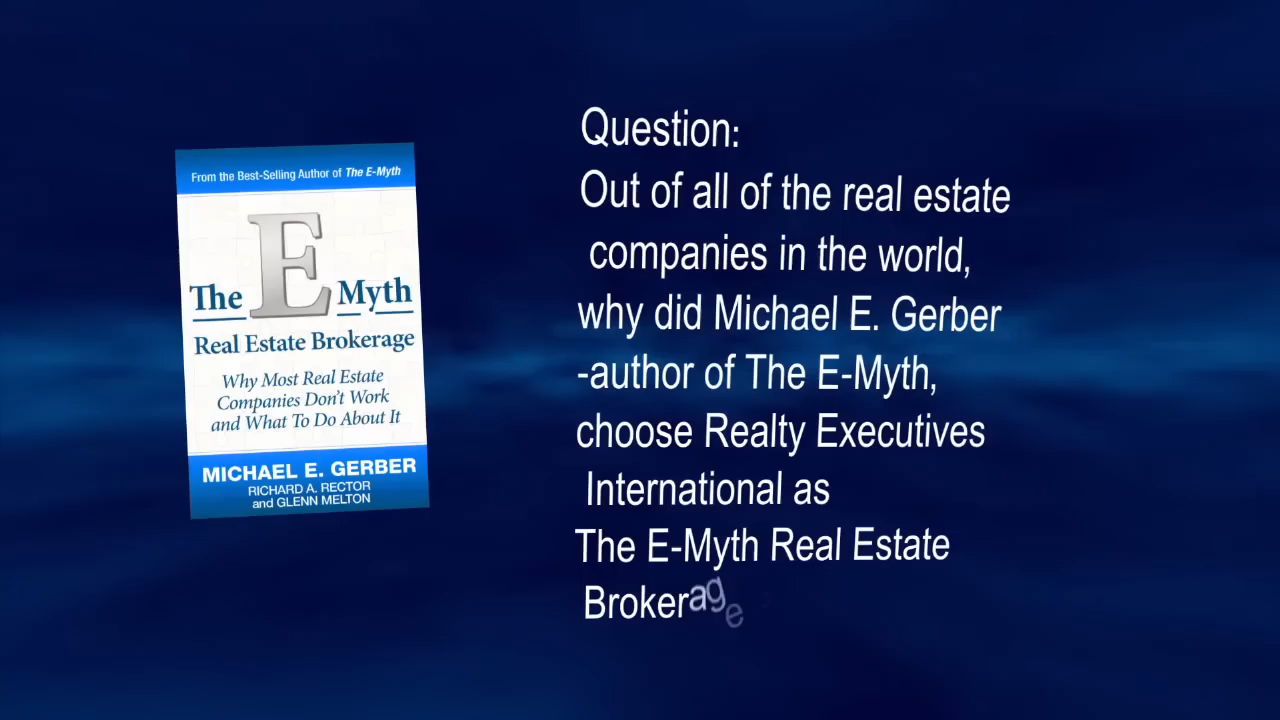 From the Best-Selling Author of The E-Myth
The E Myth
Real Estate Brokerage
Why Most Real Estate
Companies Don't Work
and What To Do About It
MICHAEL E. GERBER
RICHARD A. RECTOR
and GLENN MELTON
Question:
Out of all of the real estate
companies in the world,
why did Michael E. Gerber
-author of The E-Myth,
choose Realty Executives
International as
The E-Myth Real Estate
Brokerage